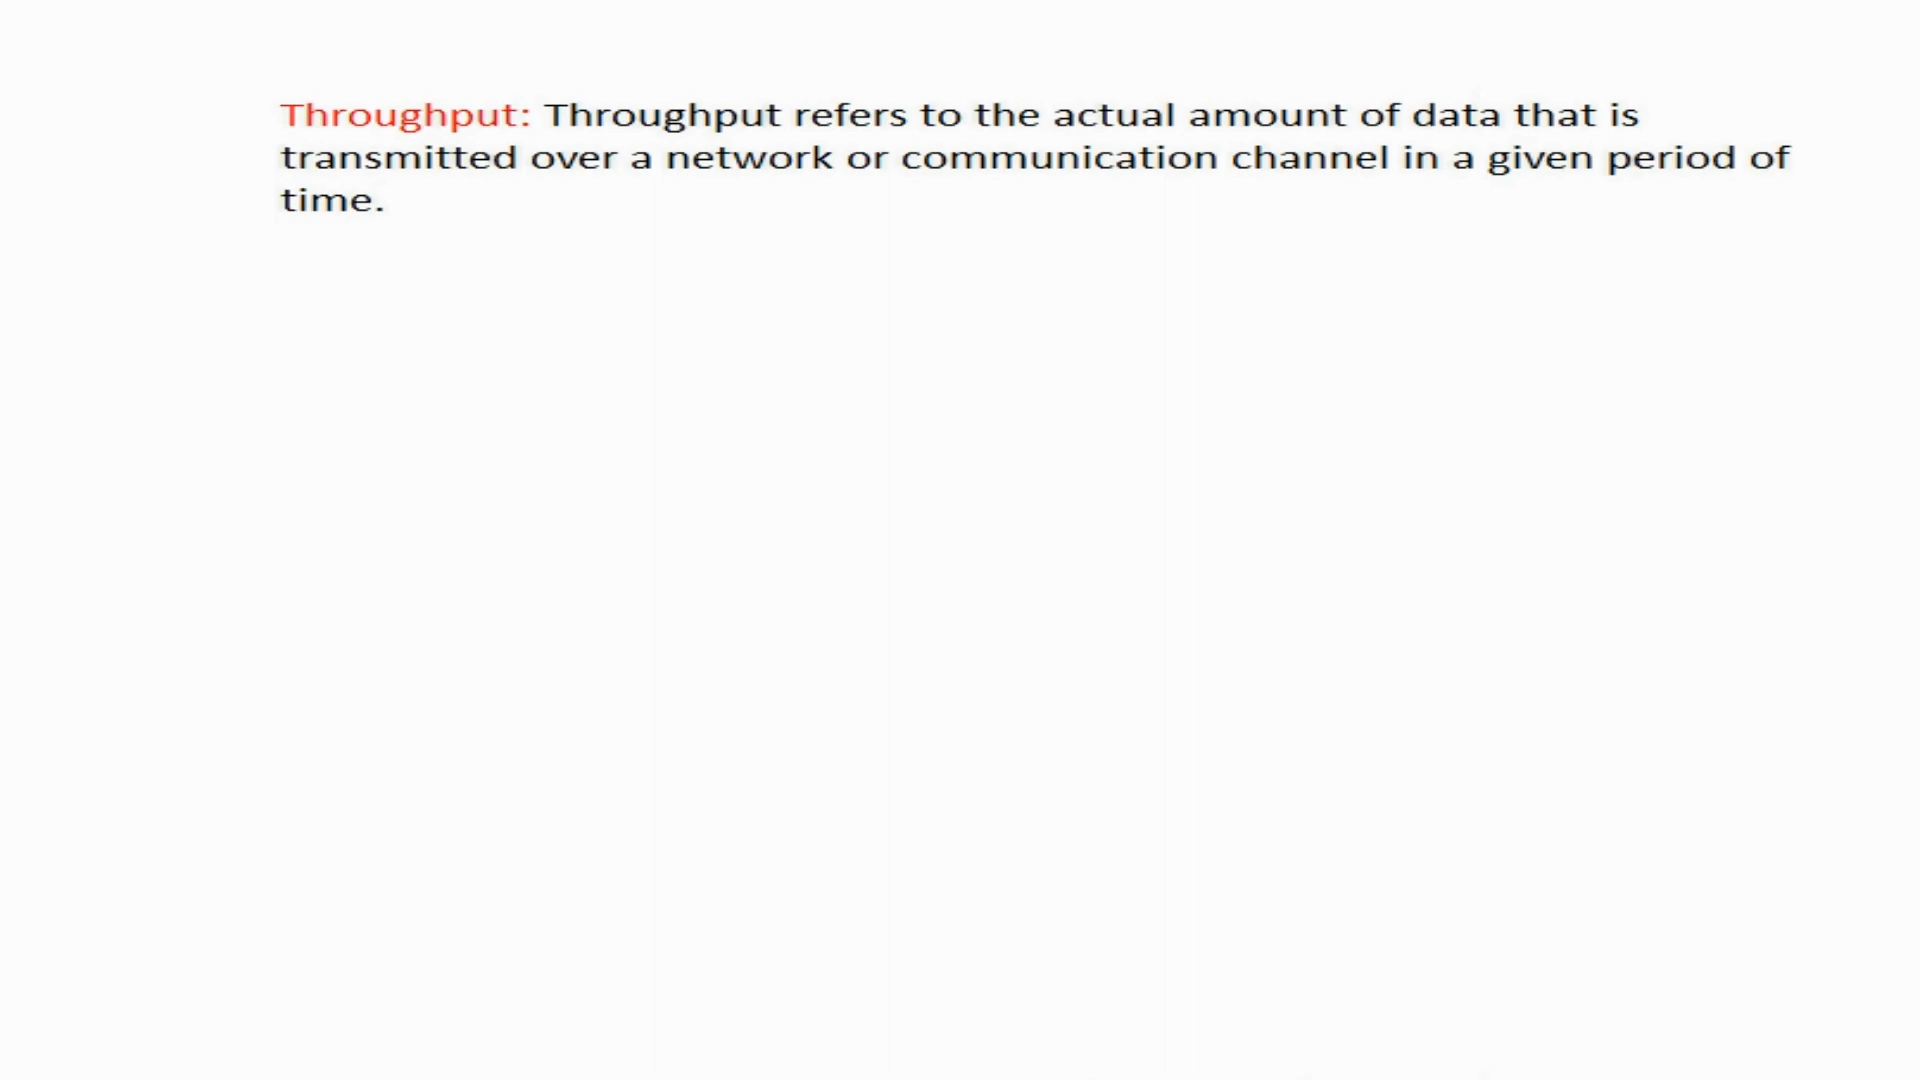 Throughput: Throughput refers to the actual amount of data that is
transmitted over a network or communication channel in a given period of
time.